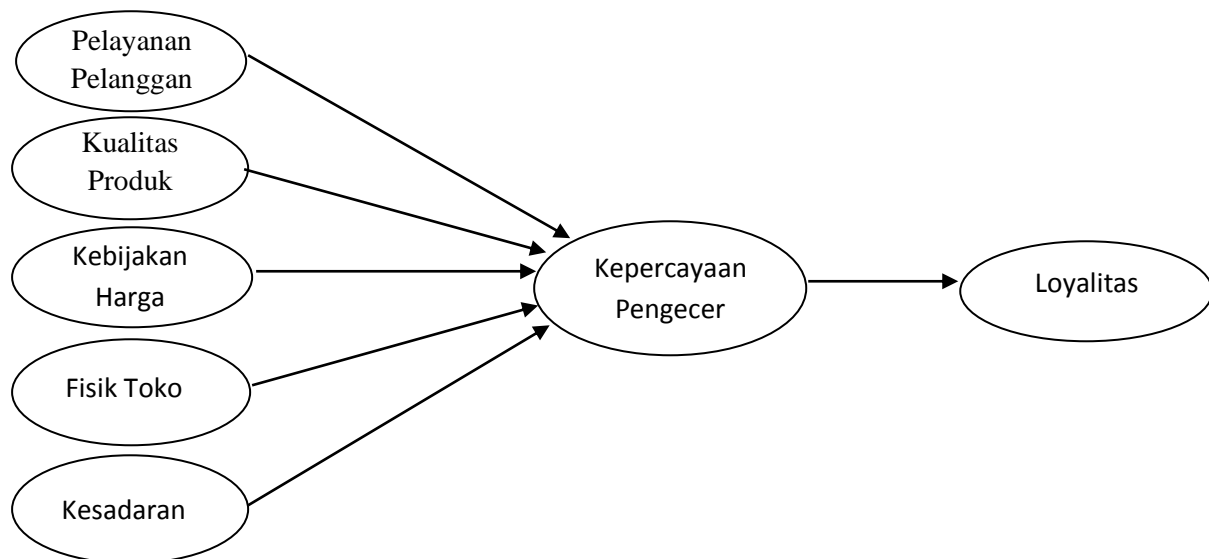 Pelayanan
Pelanggan
Kualitas
Produk
Kebijakan
Harga
Fisik Toko
Kesadaran
Kepercayaan
Pengecer
Loyalitas